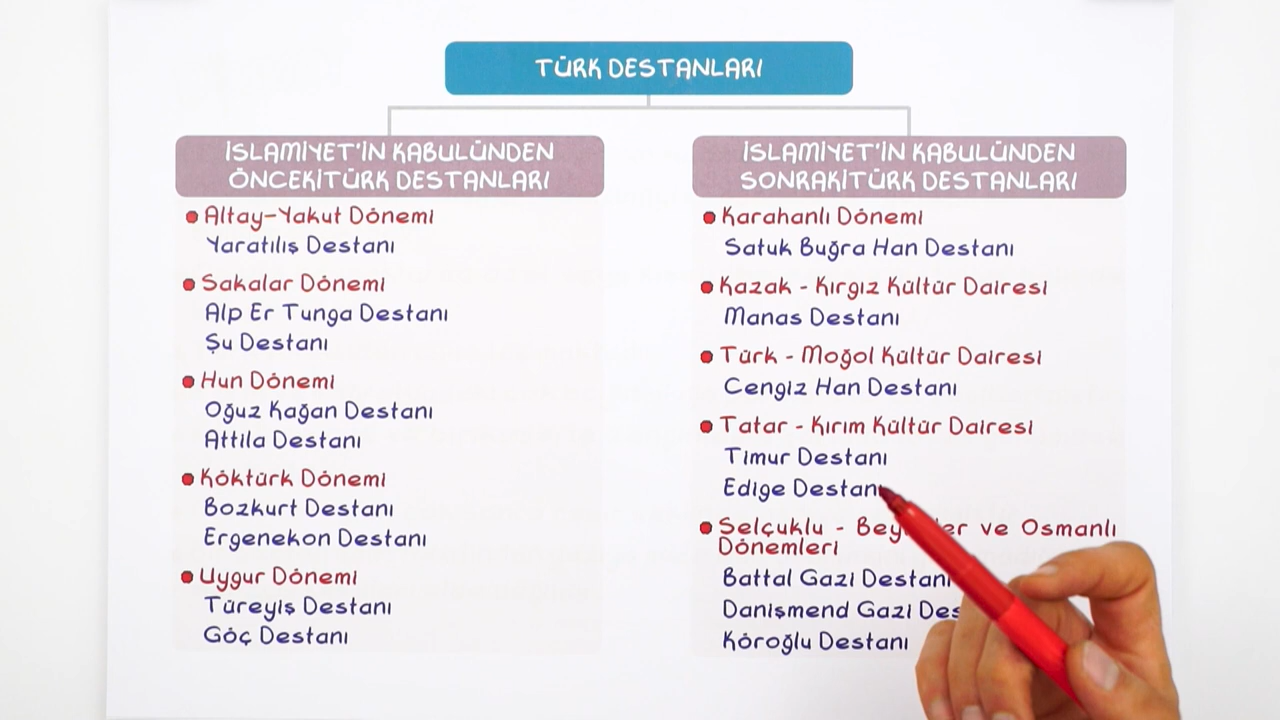 TÜRK DESTANLARI
İSLAMİYET'İN KABULÜNDEN
ÖNCEKİTÜRK DESTANLARI
Altay-Yakut Dönemi
Yaratılış Destanı
Sakalar Dönemi
Alp Er Tunga Destanı
Şu Destanı
Hun Dönemi
Oğuz Kağan Destanı
Attila Destanı
Köktürk Dönemi
Bozkurt Destanı
Ergenekon Destanı
Uygur Dönemi
Türeyiş Destanı
Göç Destanı
İSLAMİYET'İN KABULÜNDEN
SONRAKİTÜRK DESTANLARI
Karahanlı Dönemi
Satuk Buğra Han Destanı
Kazak - Kırgız Kültür Dairesi
Manas Destanı
Türk - Moğol Kültür Dairesi
Cengiz Han Destanı
Tatar - Kırım Kültür Dairesi
Timur Destanı
Edige Destanı
Selçuklu - ve Osmanlı
Dönemleri
Battal Gazi Destanı
Danişmend Gazi
Köroğlu Destanı